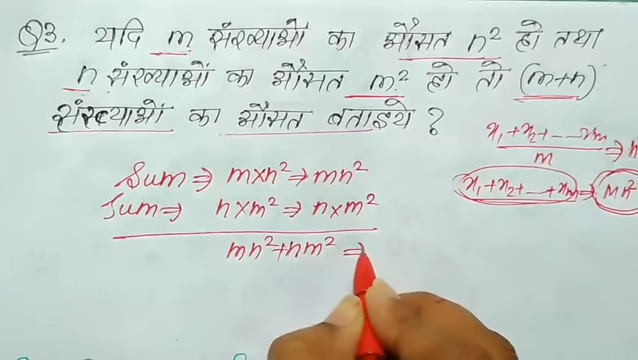 Q3. यदि m संख्याओं का औसत n² हो तथा
n संख्याओं का औसत m² हो तो (m+n)
संख्याओं का औसत बताइये ?
x₁+x₂+.....xm
m ⇒ n
x₁+x₂+...+xm ⇒ mn²
Sum ⇒ m×n² ⇒ mn²
Sum ⇒ n×m² ⇒ n×m²
mn²+nm² ⇒